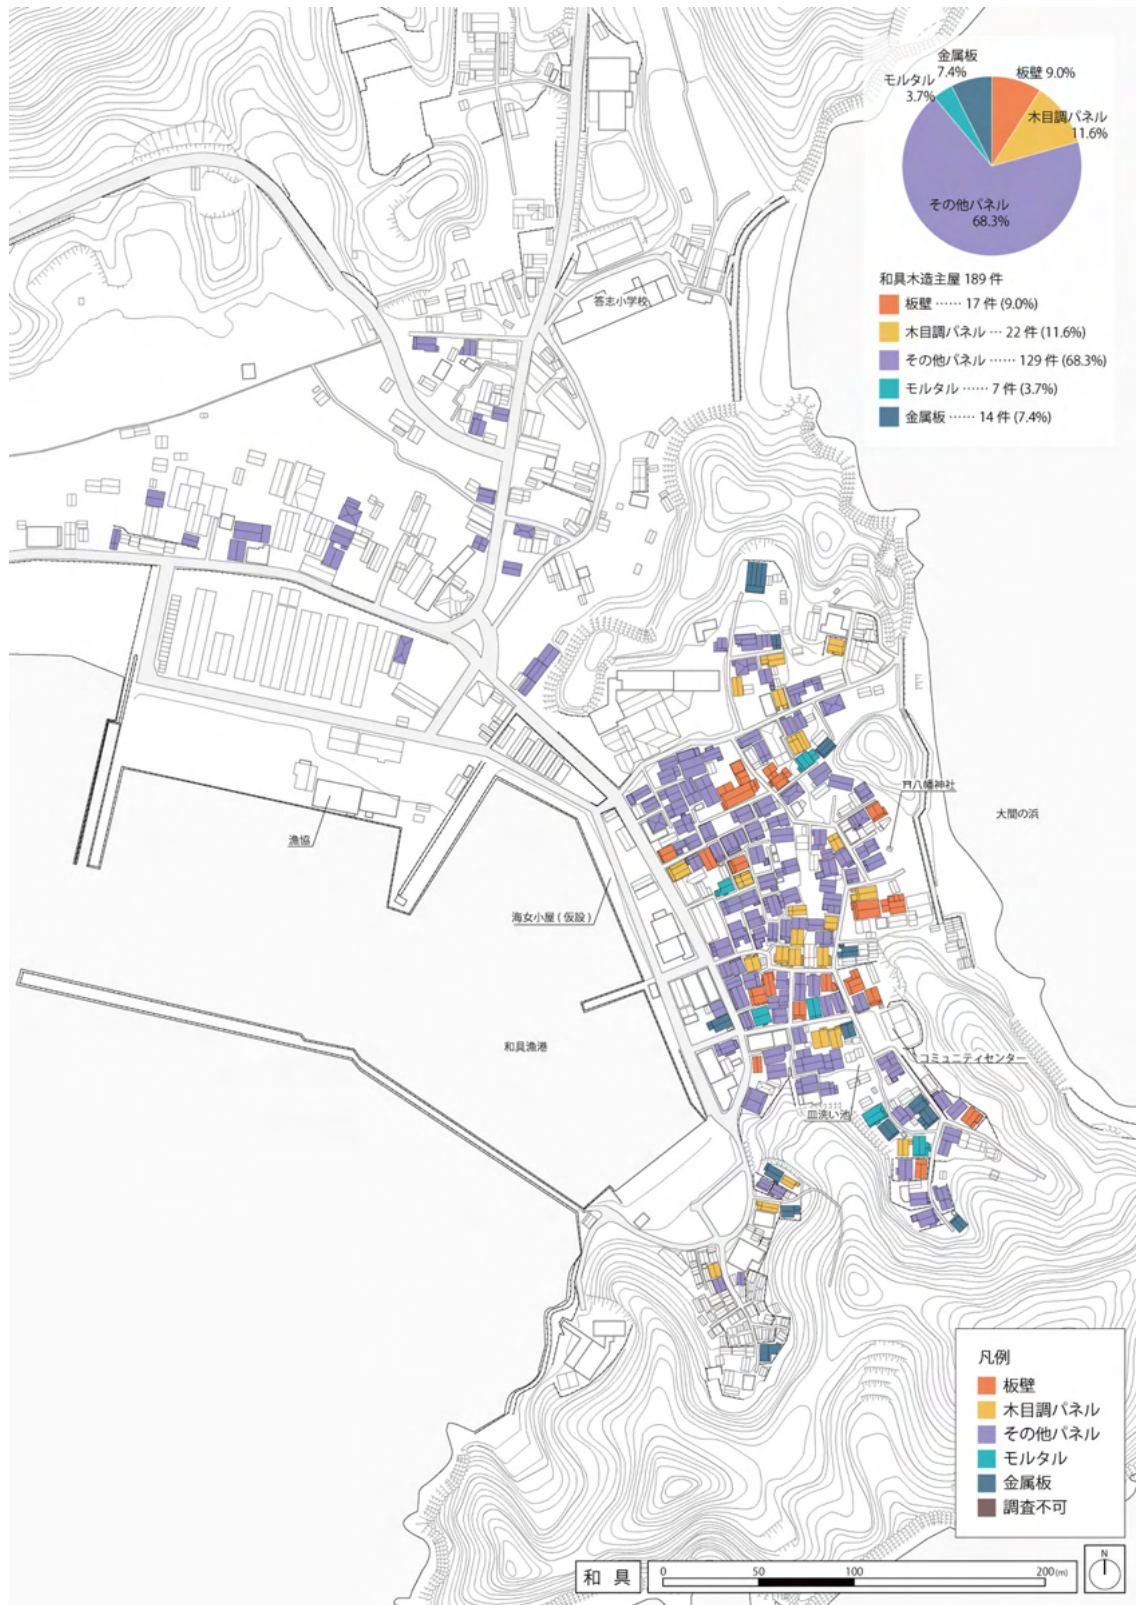 金属板
7.4%
板壁 9.0%
モルタル
3.7%
木目調パネル
11.6%
その他パネル
68.3%
和具木造主屋 189 件
板壁 …… 17 件 (9.0%)
木目調パネル … 22 件 (11.6%)
その他パネル …… 129 件 (68.3%)
モルタル …… 7 件 (3.7%)
金属板 …… 14 件 (7.4%)
答志小学校
八幡神社
大間の浜
漁協
海女小屋 ( 仮設 )
和具漁港
コミュニティセンター
皿洗い池
凡例
板壁
木目調パネル
その他パネル
モルタル
金属板
調査不可
和 具
0 50 100 200 (m)
N